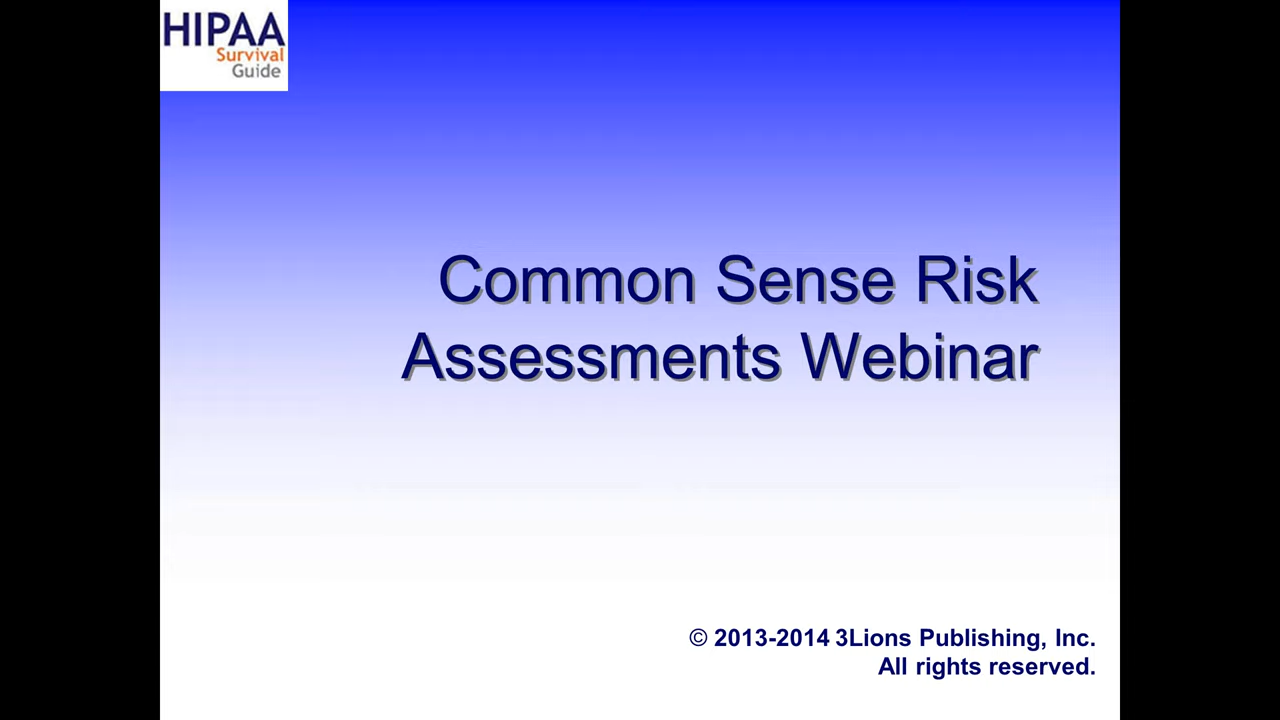 HIPAA
Survival
Guide
Common Sense Risk
Assessments Webinar
© 2013-2014 3Lions Publishing, Inc.
All rights reserved.